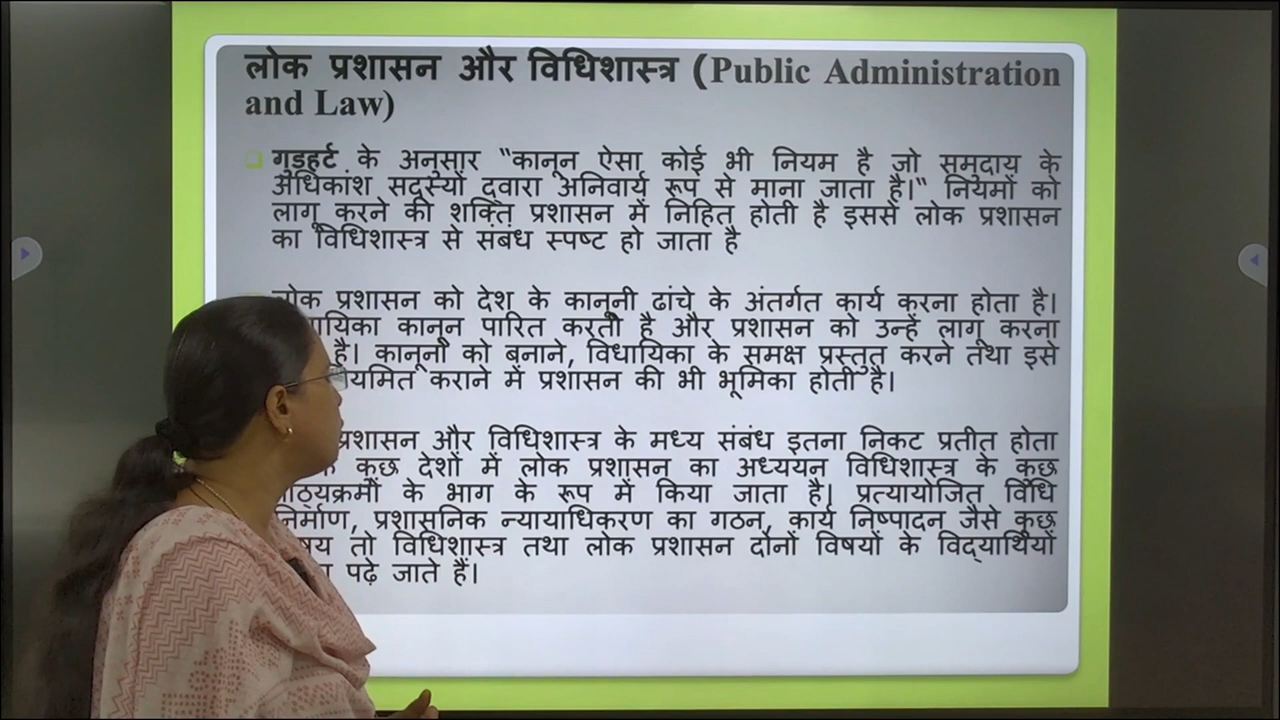 लोक प्रशासन और विधिशास्त्र (Public Administration
and Law)
गुडहर्ट के अनुसार "कानून ऐसा कोई भी नियम है जो समुदाय के
अधिकांश सदस्यों द्वारा अनिवार्य रूप से माना जाता है।" नियमों को
लागू करने की शक्ति प्रशासन में निहित होती है इससे लोक प्रशासन
का विधिशास्त्र से संबंध स्पष्ट हो जाता है
लोक प्रशासन को देश के कानूनी ढांचे के अंतर्गत कार्य करना होता है।
कानून पारित करती है और प्रशासन को उन्हें लागू करना
है। कानूनों को बनाने, विधायिका के समक्ष प्रस्तुत करने तथा इसे
कराने में प्रशासन की भी भूमिका होती है।
प्रशासन और विधिशास्त्र के मध्य संबंध इतना निकट प्रतीत होता
कुछ देशों में लोक प्रशासन का अध्ययन विधिशास्त्र के कुछ
के भाग के रूप में किया जाता है। प्रत्यायोजित विधि
निर्माण, प्रशासनिक न्यायाधिकरण का गठन, कार्य निष्पादन जैसे कुछ
तो विधिशास्त्र तथा लोक प्रशासन दोनों विषयों के विद्यार्थियों
पढ़े जाते हैं।